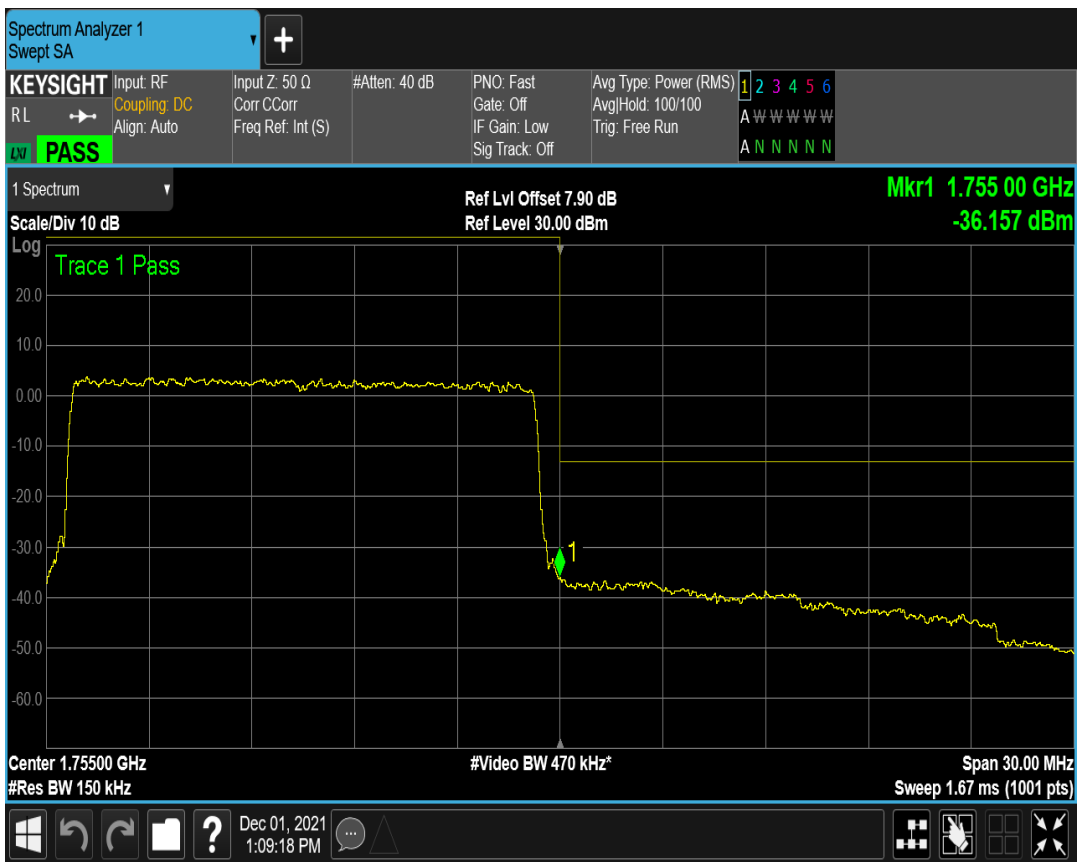 Spectrum Analyzer 1
Swept SA
KEYSIGHT
RL
LXI PASS
Input: RF
Coupling: DC
Align: Auto
Input Z: 50 Ω
Corr CCorr
Freq Ref: Int (S)
#Atten: 40 dB
PNO: Fast
Gate: Off
IF Gain: Low
Sig Track: Off
Avg Type: Power (RMS)
Avg|Hold: 100/100
Trig: Free Run
1 2 3 4 5 6
A W W W W W
A N N N N N
1 Spectrum
Scale/Div 10 dB
Ref Lvl Offset 7.90 dB
Ref Level 30.00 dBm
Mkr1 1.755 00 GHz
-36.157 dBm
Log
Trace 1 Pass
20.0
10.0
0.00
-10.0
-20.0
-30.0
1
-40.0
-50.0
-60.0
Center 1.75500 GHz
#Res BW 150 kHz
#Video BW 470 kHz*
Span 30.00 MHz
Sweep 1.67 ms (1001 pts)
?
Dec 01, 2021
1:09:18 PM